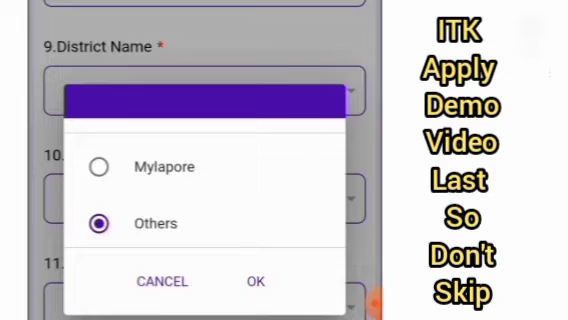 9.District Name *
10.
Mylapore
Others
11.
CANCEL
OK
ITK
Apply
Demo
Video
Last
So
Don't
Skip